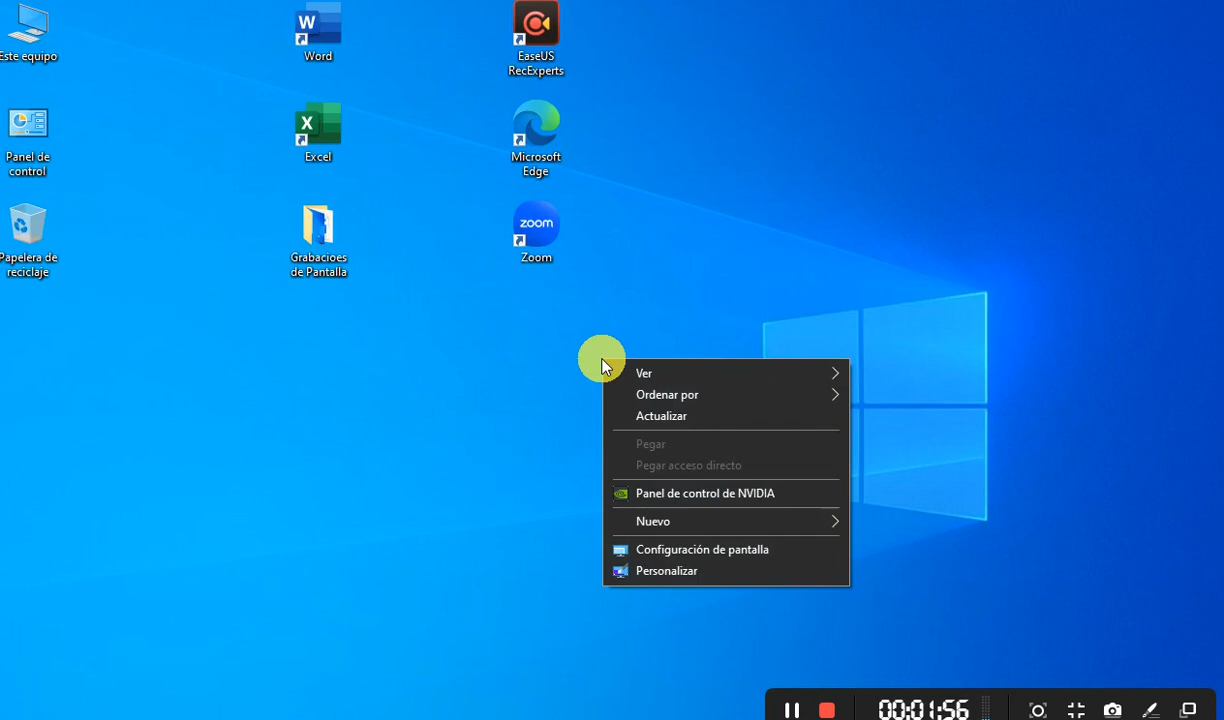 Este equipo
Word
EaseUS
RecExperts
Panel de
control
Excel
Microsoft
Edge
Papelera de
reciclaje
Grabacioes
de Pantalla
zoom
Zoom
Ver
Ordenar por
Actualizar
Pegar
Pegar acceso directo
Panel de control de NVIDIA
Nuevo
Configuración de pantalla
Personalizar
00:01:56